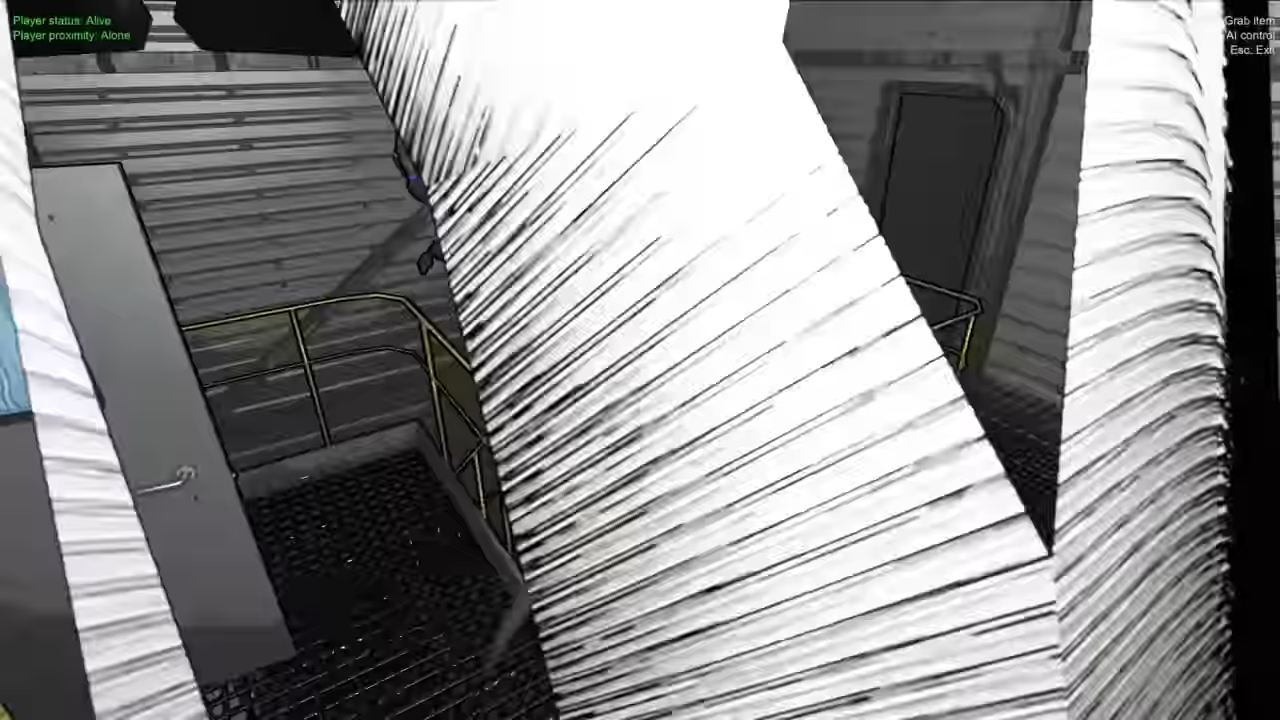 Player status: Alive
Player proximity: Alone
Grab item
AI control
Esc: Exit